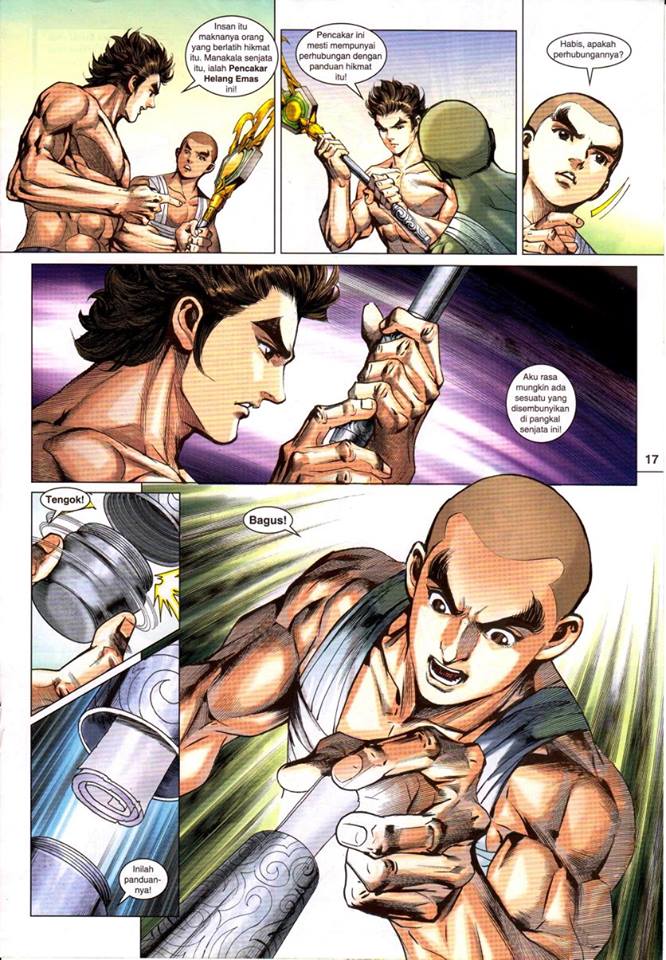 Insan itu
maknanya orang
yang berlatih hikmat
itu. Manakala senjata
itu, ialah Pencakar
Helang Emas
ini!
Pencakar ini
mesti mempunyai
perhubungan dengan
panduan hikmat
itu!
Habis, apakah
perhubungannya?
Aku rasa
mungkin ada
sesuatu yang
disembunyikan
di pangkal
senjata ini!
17
Tengok!
Bagus!
Inilah
panduan-
nya!